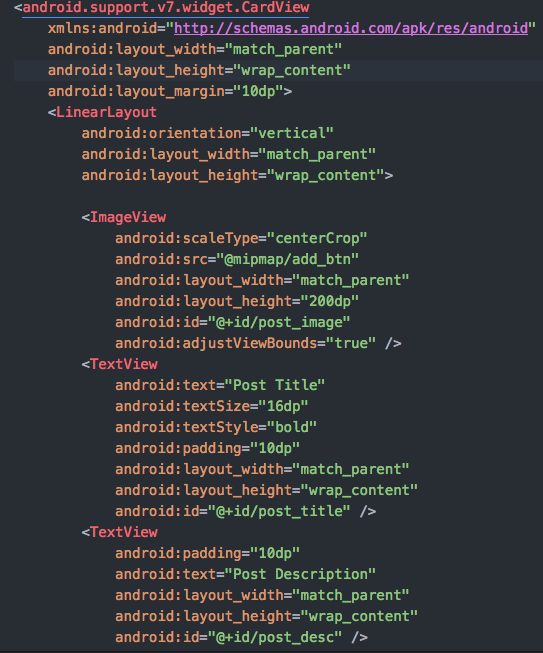 <android.support.v7.widget.CardView
    xmlns:android="http://schemas.android.com/apk/res/android"
    android:layout_width="match_parent"
    android:layout_height="wrap_content"
    android:layout_margin="10dp">
    <LinearLayout
        android:orientation="vertical"
        android:layout_width="match_parent"
        android:layout_height="wrap_content">

        <ImageView
            android:scaleType="centerCrop"
            android:src="@mipmap/add_btn"
            android:layout_width="match_parent"
            android:layout_height="200dp"
            android:id="@+id/post_image"
            android:adjustViewBounds="true" />
        <TextView
            android:text="Post Title"
            android:textSize="16dp"
            android:textStyle="bold"
            android:padding="10dp"
            android:layout_width="match_parent"
            android:layout_height="wrap_content"
            android:id="@+id/post_title" />
        <TextView
            android:padding="10dp"
            android:text="Post Description"
            android:layout_width="match_parent"
            android:layout_height="wrap_content"
            android:id="@+id/post_desc" />